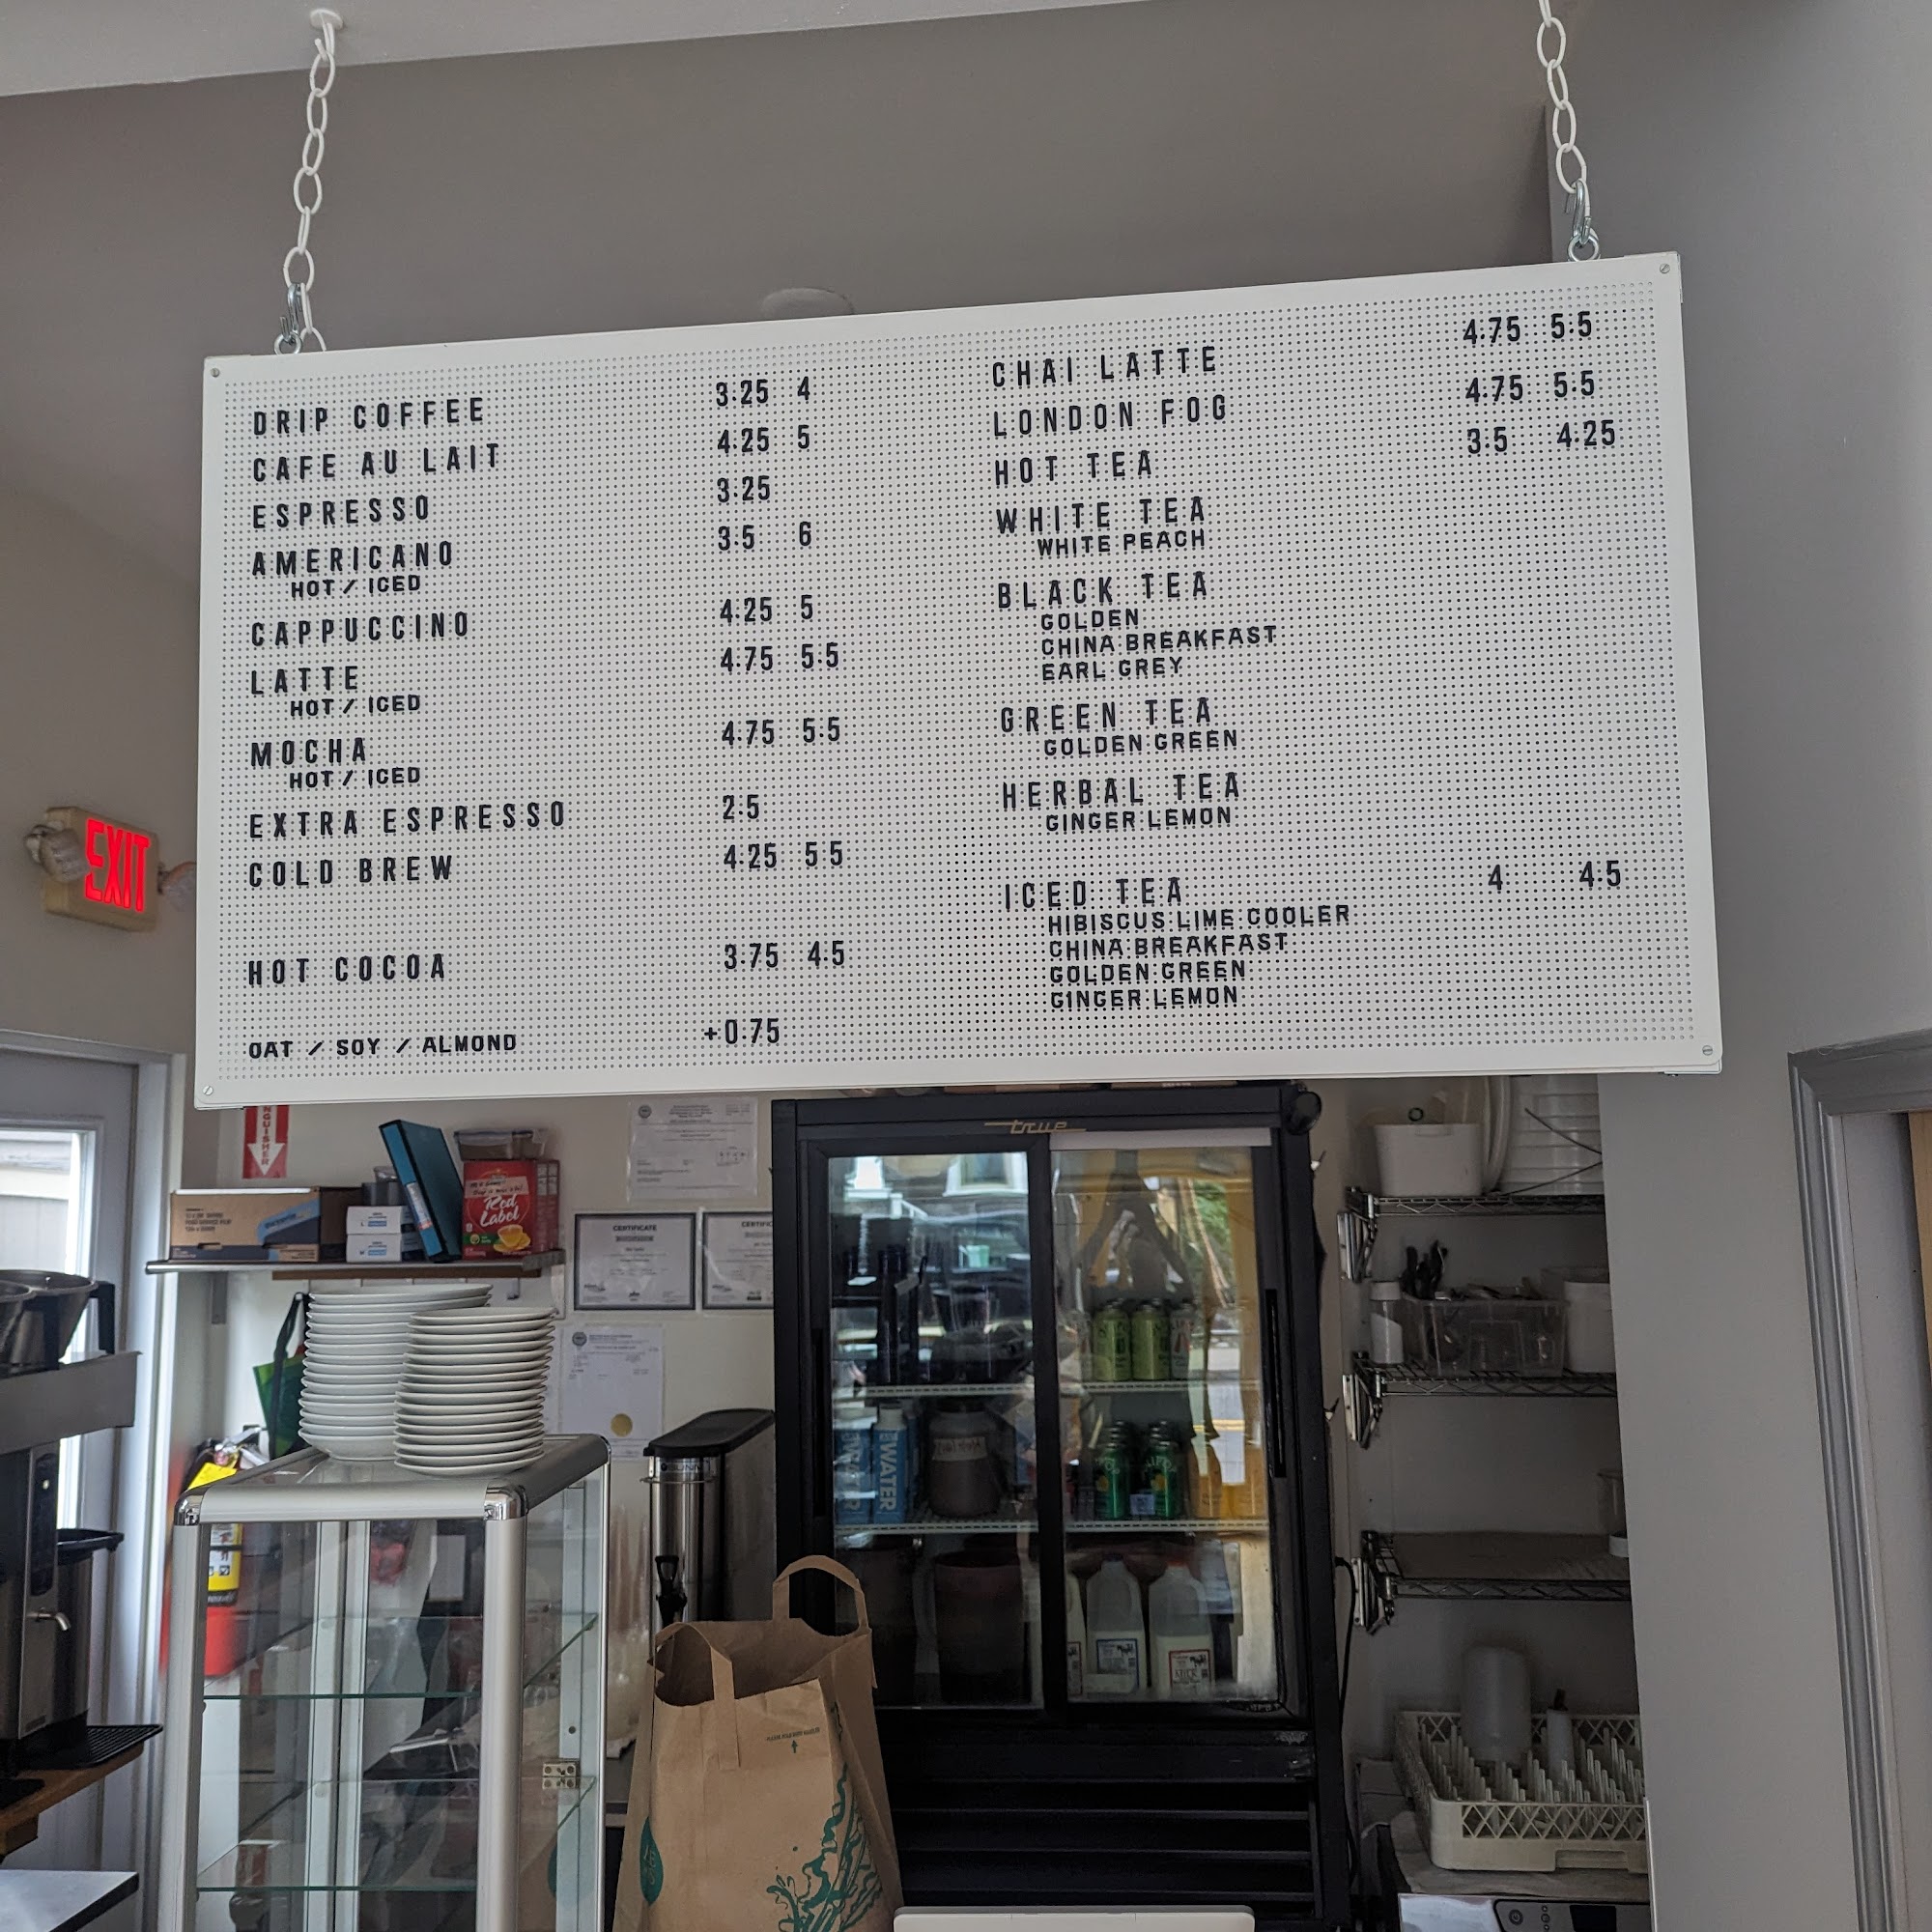 DRIP COFFEE 3.25 4
CAFE AU LAIT 4.25 5
ESPRESSO 3.25
AMERICANO 3.5 6
HOT / ICED
CAPPUCCINO 4.25 5
LATTE 4.75 5.5
HOT / ICED
MOCHA 4.75 5.5
HOT / ICED
EXTRA ESPRESSO 2.5
COLD BREW 4.25 5 5
HOT COCOA 3.75 4.5
OAT / SOY / ALMOND +0.75
CHAI LATTE 4.75 5.5
LONDON FOG 4.75 5.5
HOT TEA 3.5 4.25
WHITE TEA
WHITE PEACH
BLACK TEA
GOLDEN
CHINA BREAKFAST
EARL GREY
GREEN TEA
GOLDEN GREEN
HERBAL TEA
GINGER LEMON
ICED TEA 4 4.5
HIBISCUS LIME COOLER
CHINA BREAKFAST
GOLDEN GREEN
GINGER LEMON
EXIT
true
Red
Label
CERTIFICATE
WATER